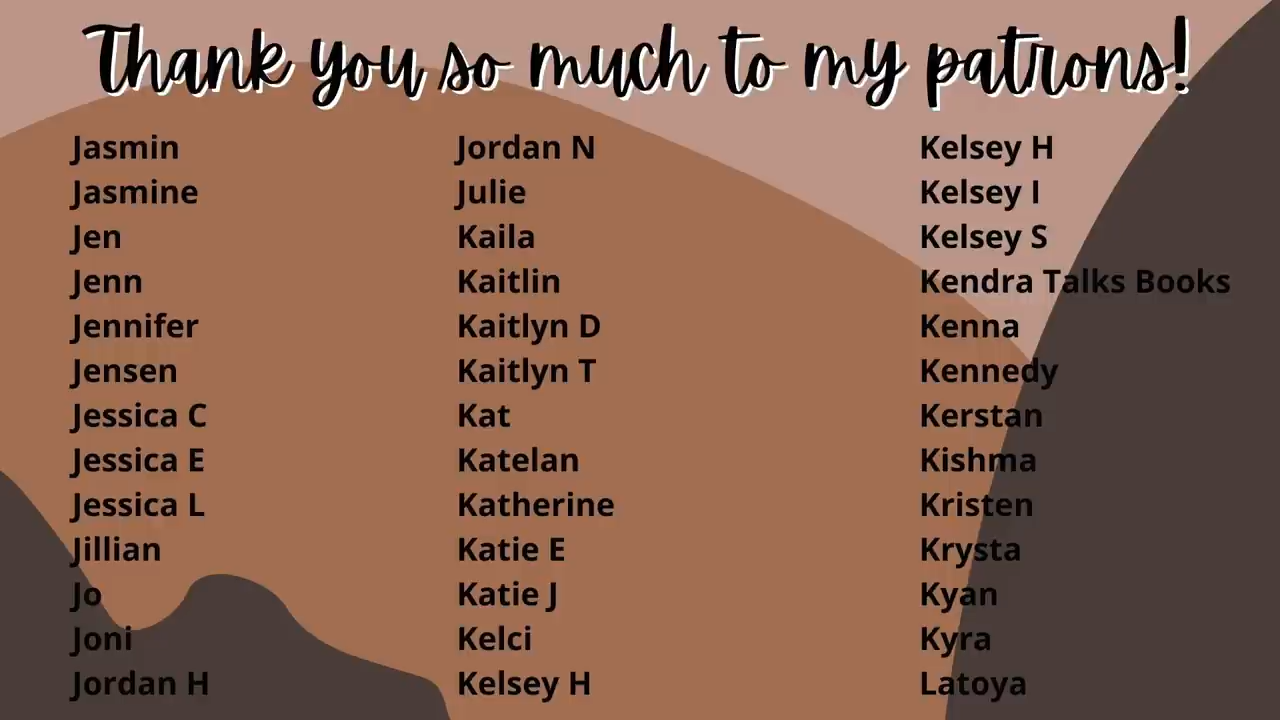 Thank you so much to my patrons!
Jasmin
Jasmine
Jen
Jenn
Jennifer
Jensen
Jessica C
Jessica E
Jessica L
Jillian
Jo
Joni
Jordan H
Jordan N
Julie
Kaila
Kaitlin
Kaitlyn D
Kaitlyn T
Kat
Katelan
Katherine
Katie E
Katie J
Kelci
Kelsey H
Kelsey H
Kelsey I
Kelsey S
Kendra Talks Books
Kenna
Kennedy
Kerstan
Kishma
Kristen
Krysta
Kyan
Kyra
Latoya